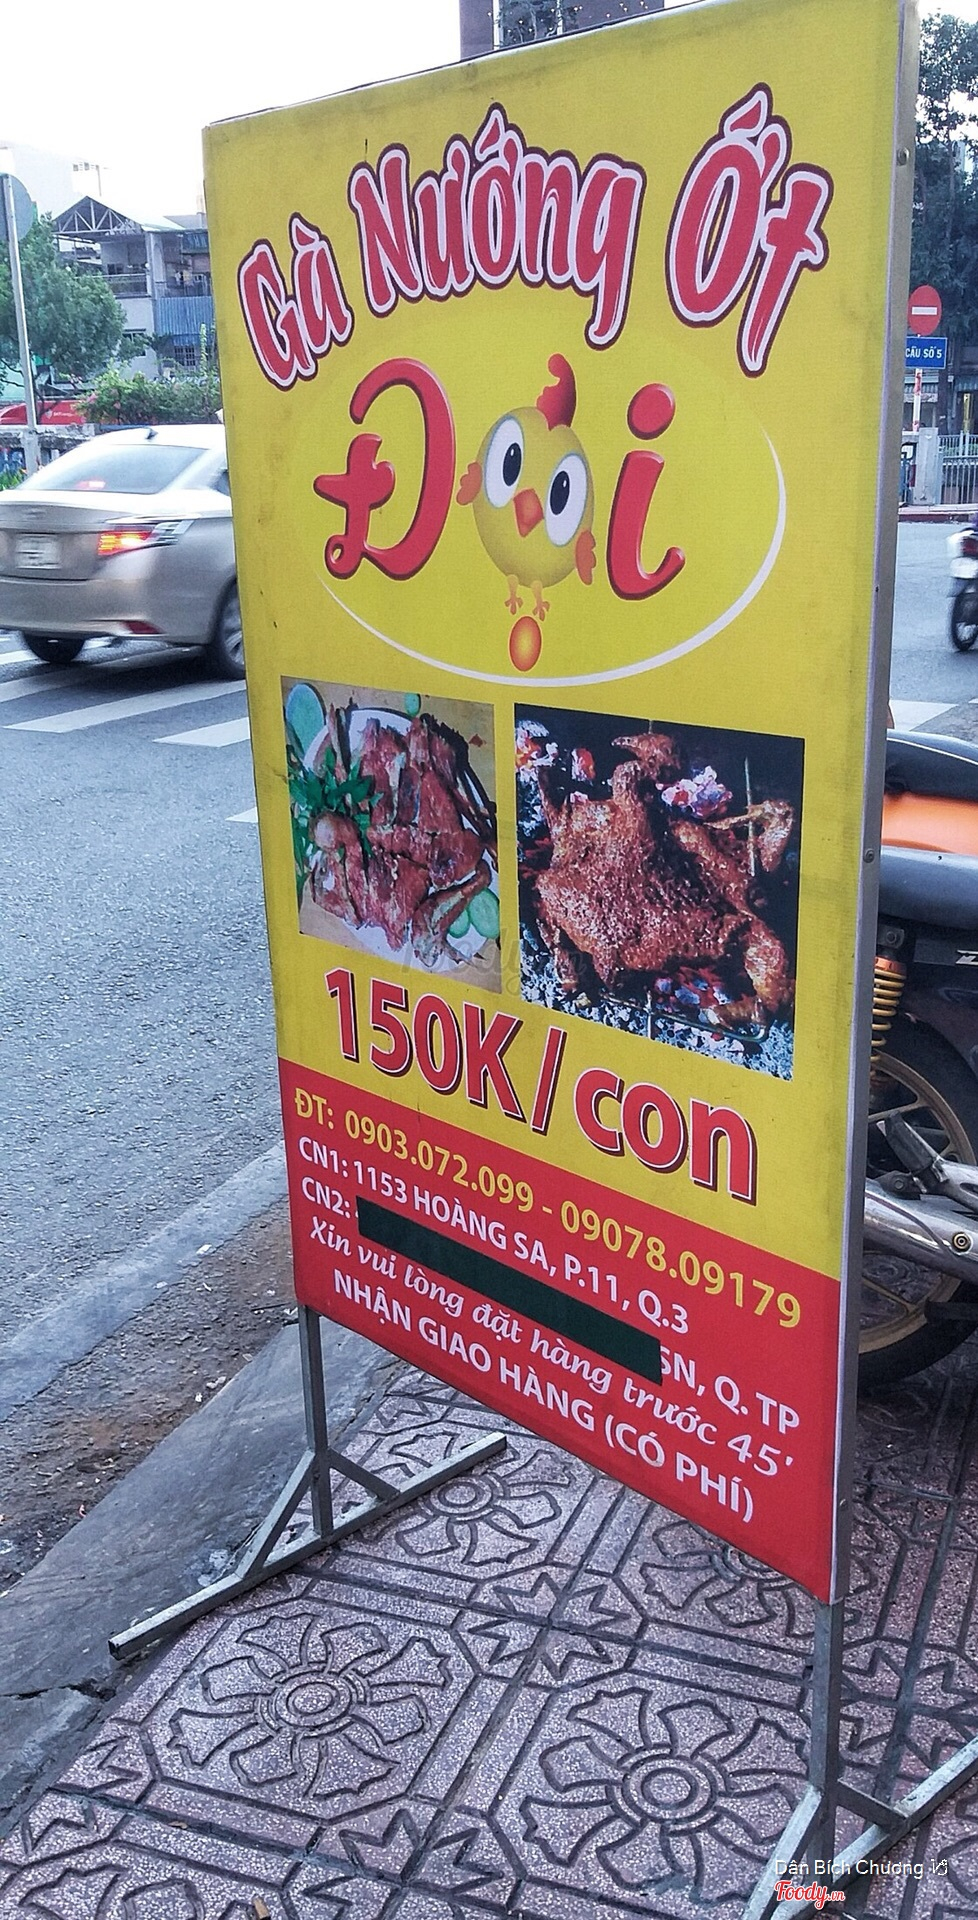 Gà Nướng Ớt
Đ i
150K/con
ĐT: 0903.072.099 - 09078.09179
CN1: 1153 HOÀNG SA, P.11, Q.3
CN2: SN, Q. TP
Xin vui lòng đặt hàng trước 45'
NHẬN GIAO HÀNG (CÓ PHÍ)
CẦU SỐ 5
Foody.vn
Dân Bích Chương
Foody.vn